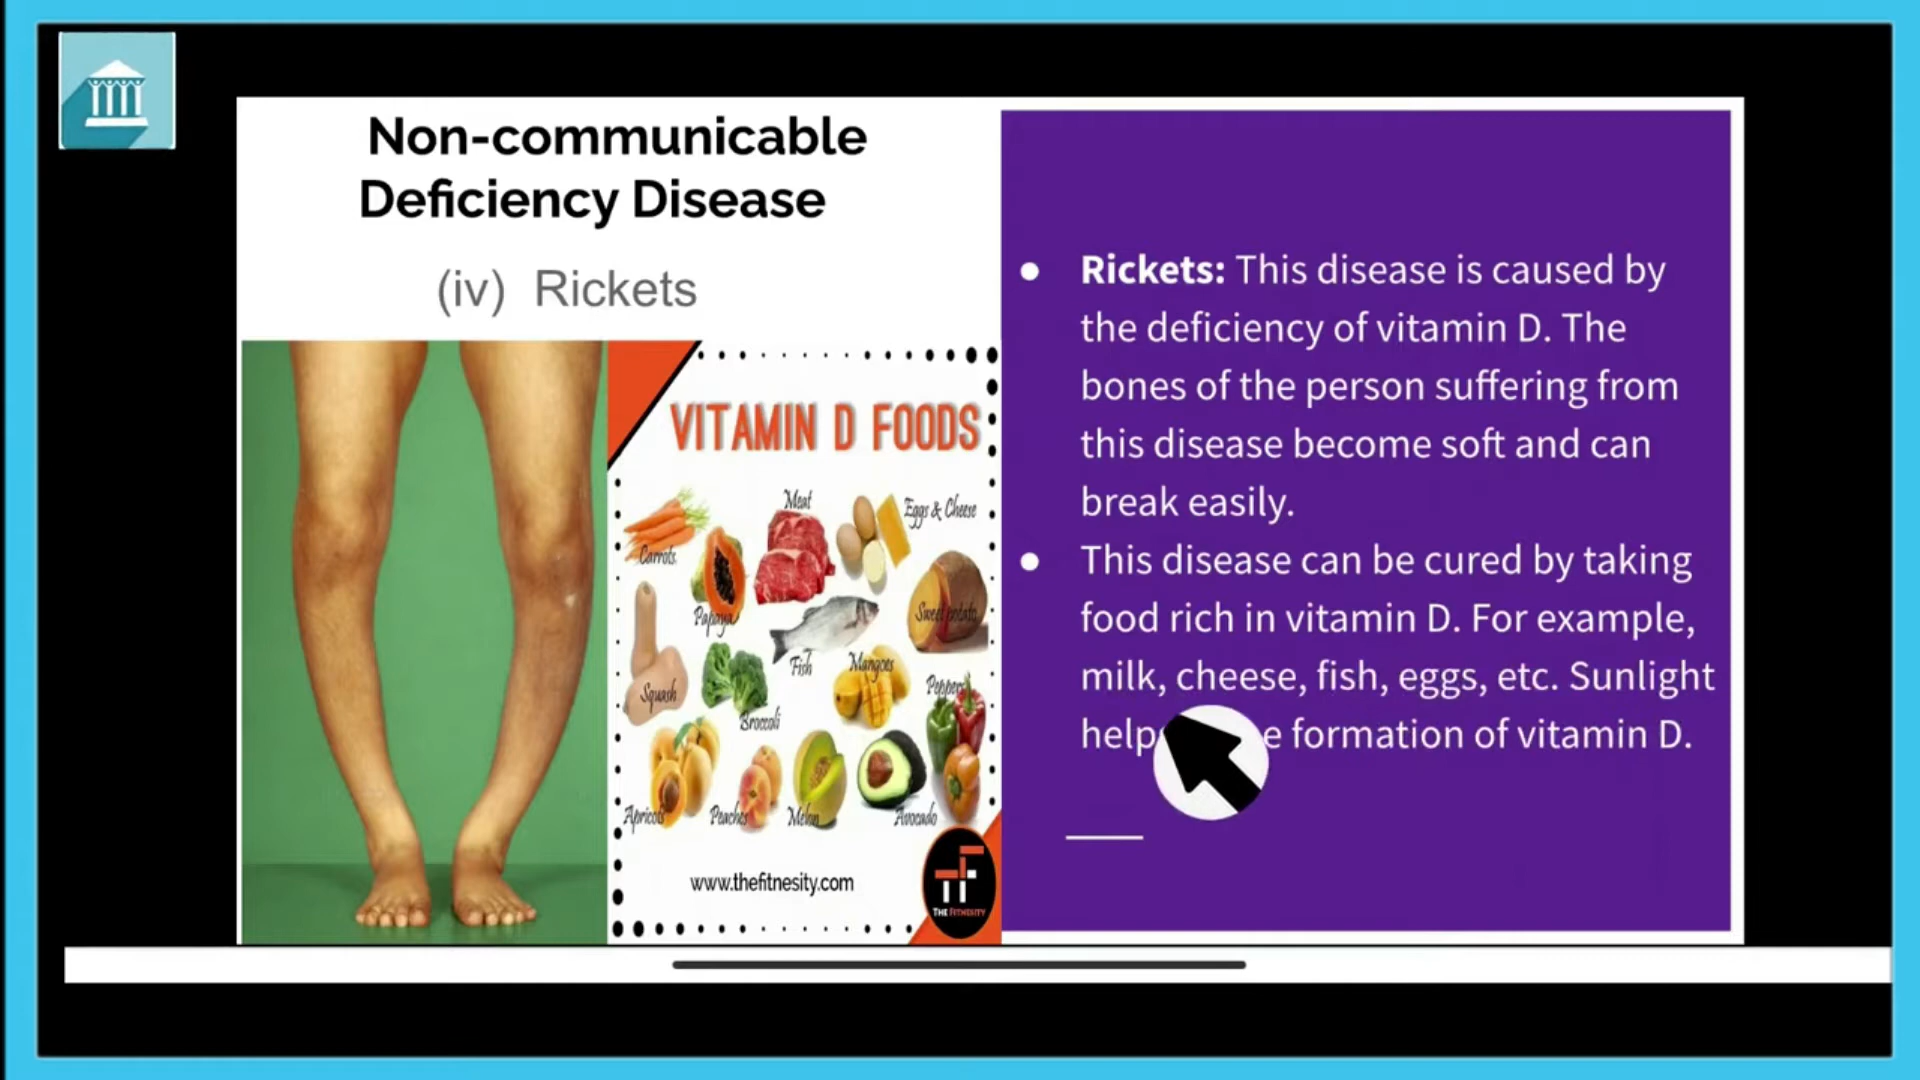 Non-communicable
Deficiency Disease
(iv) Rickets
VITAMIN D FOODS
Meat
Eggs & Cheese
Carrots
Papaya
Sweet potato
Fish
Mangoes
Squash
Peppers
Broccoli
Apricots
Peaches
Melon
Avocado
www.thefitnesity.com
THE FITNESITY
● Rickets: This disease is caused by
the deficiency of vitamin D. The
bones of the person suffering from
this disease become soft and can
break easily.
● This disease can be cured by taking
food rich in vitamin D. For example,
milk, cheese, fish, eggs, etc. Sunlight
formation of vitamin D.